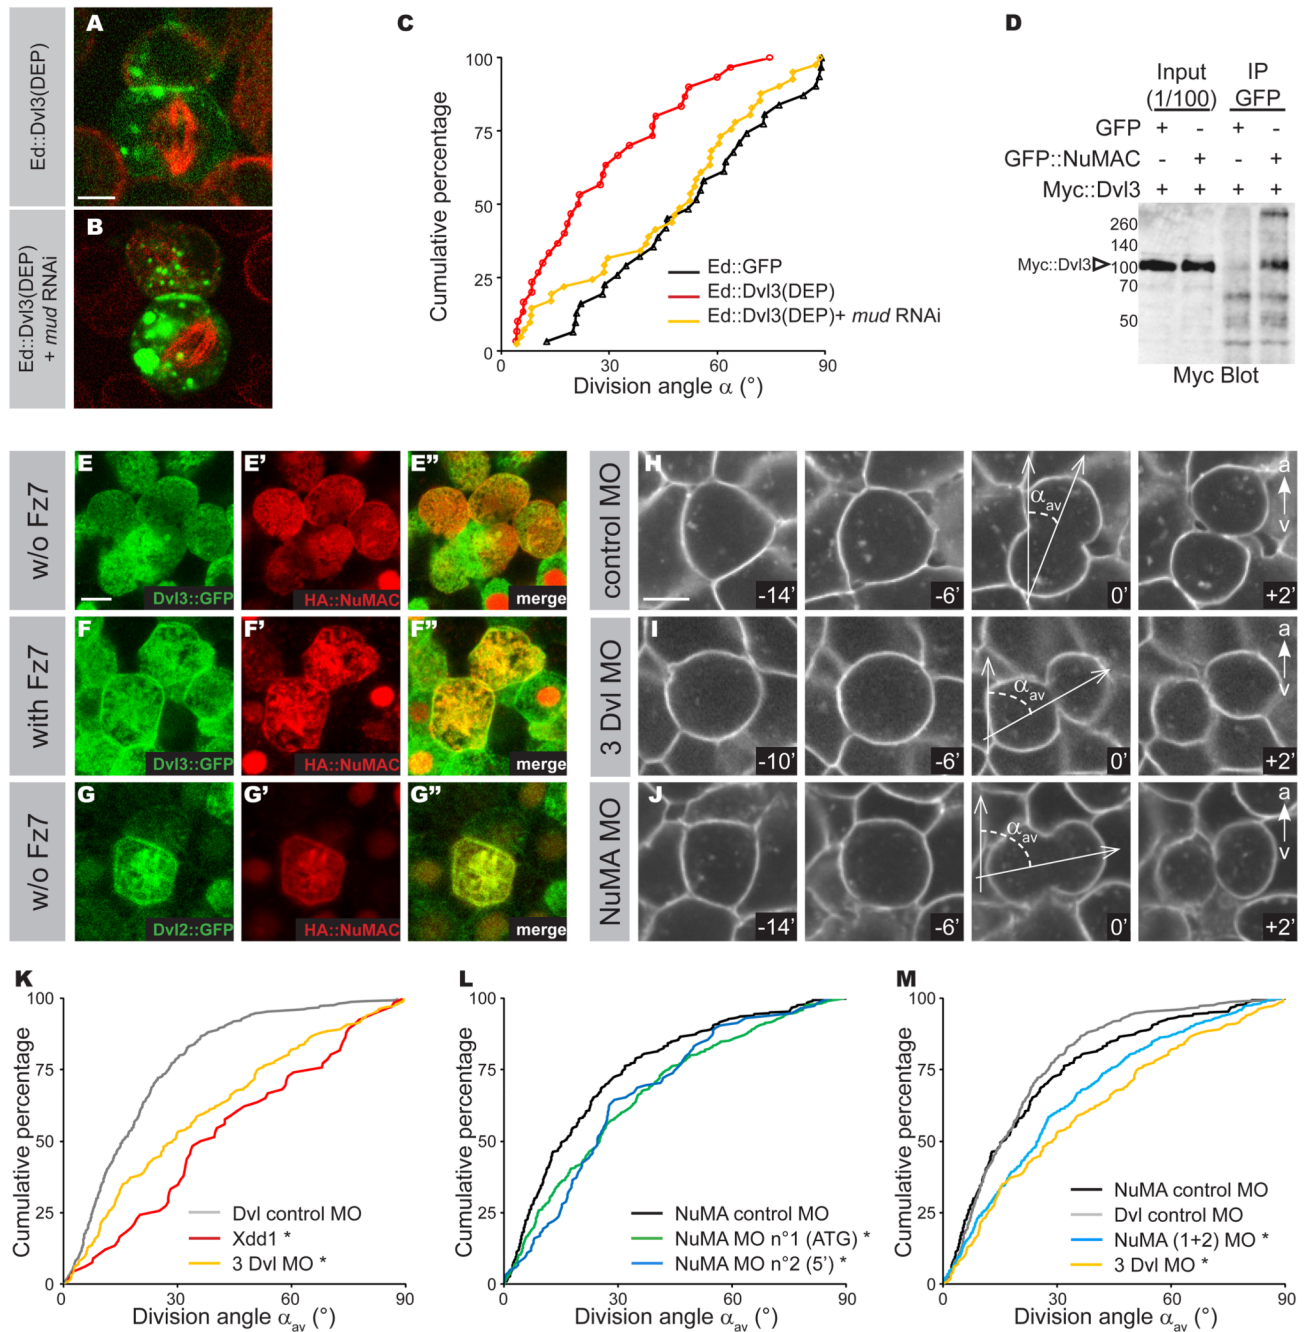 A
Ed::Dvl3(DEP)
B
Ed::Dvl3(DEP)
+ mud RNAi
C
Cumulative percentage
100
75
50
25
0
0
30
60
90
Division angle α (°)
Ed::GFP
Ed::Dvl3(DEP)
Ed::Dvl3(DEP)+ mud RNAi
D
Input
(1/100)
IP
GFP
GFP + - + -
GFP::NuMAC - + - +
Myc::Dvl3 + + + +
260
140
Myc::Dvl3 100
70
50
Myc Blot
w/o Fz7
E
Dvl3::GFP
E’
HA::NuMAC
E”
merge
with Fz7
F
Dvl3::GFP
F’
HA::NuMAC
F”
merge
w/o Fz7
G
Dvl2::GFP
G’
HA::NuMAC
G”
merge
control MO
H
-14’
-6’
αav
0’
a
v
+2’
3 Dvl MO
I
-10’
-6’
αav
0’
a
v
+2’
NuMA MO
J
-14’
-6’
αav
0’
a
v
+2’
K
Cumulative percentage
100
75
50
25
0
0
30
60
90
Division angle αav (°)
Dvl control MO
Xdd1 *
3 Dvl MO *
L
Cumulative percentage
100
75
50
25
0
0
30
60
90
Division angle αav (°)
NuMA control MO
NuMA MO n°1 (ATG) *
NuMA MO n°2 (5’) *
M
Cumulative percentage
100
75
50
25
0
0
30
60
90
Division angle αav (°)
NuMA control MO
Dvl control MO
NuMA (1+2) MO *
3 Dvl MO *